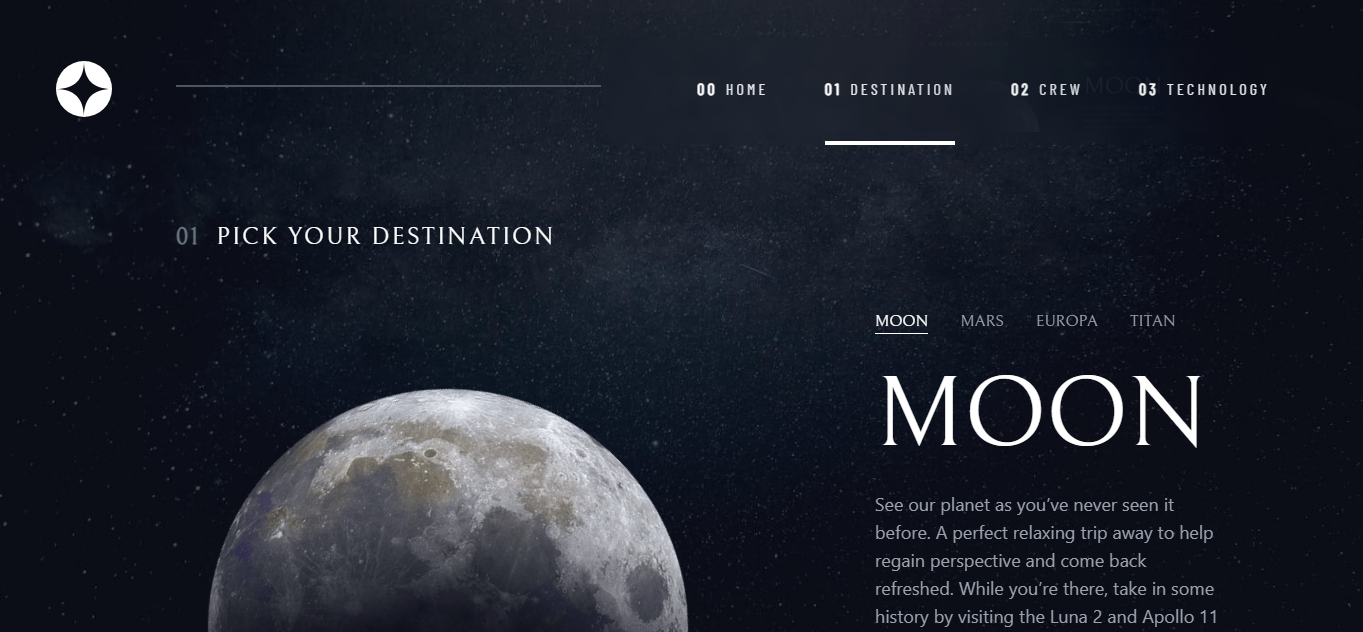 00 HOME 01 DESTINATION 02 CREW 03 TECHNOLOGY
01 PICK YOUR DESTINATION
MOON MARS EUROPA TITAN
MOON
See our planet as you’ve never seen it
before. A perfect relaxing trip away to help
regain perspective and come back
refreshed. While you’re there, take in some
history by visiting the Luna 2 and Apollo 11